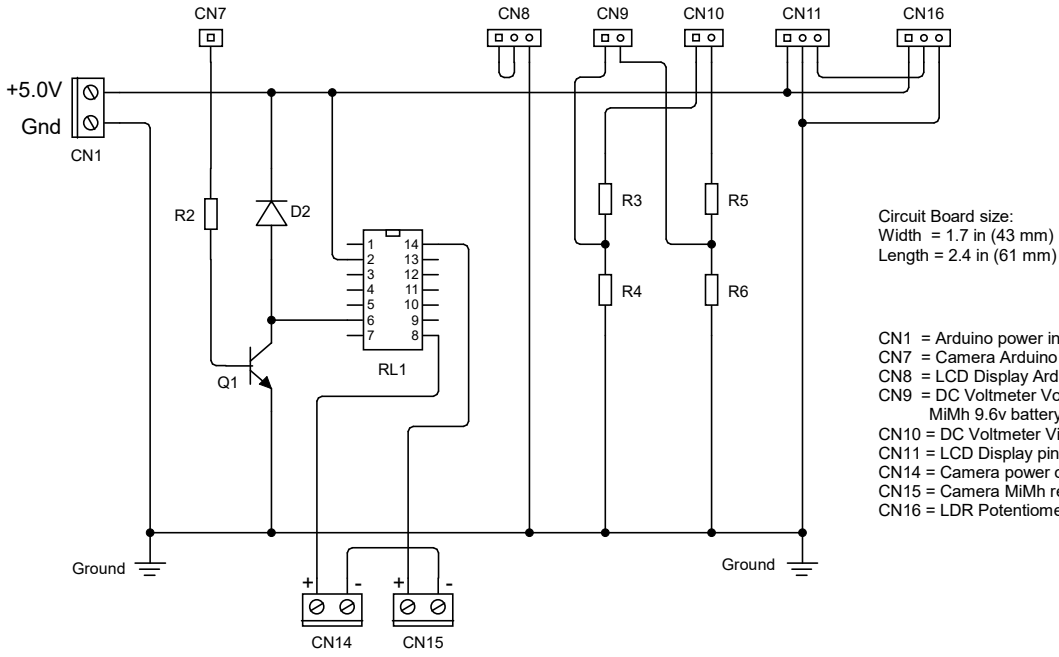 CN7
CN8
CN9
CN10
CN11
CN16
+5.0V
Gnd
CN1
R2
D2
R3
R5
R4
R6
Q1
1
2
3
4
5
6
7
14
13
12
11
10
9
8
RL1
Circuit Board size:
Width = 1.7 in (43 mm)
Length = 2.4 in (61 mm)
CN1 = Arduino power in
CN7 = Camera Arduino
CN8 = LCD Display Ard
CN9 = DC Voltmeter Vo
MiMh 9.6v battery
CN10 = DC Voltmeter Vi
CN11 = LCD Display pin
CN14 = Camera power
CN15 = Camera MiMh re
CN16 = LDR Potentiome
Ground
Ground
+ -
+ -
CN14
CN15